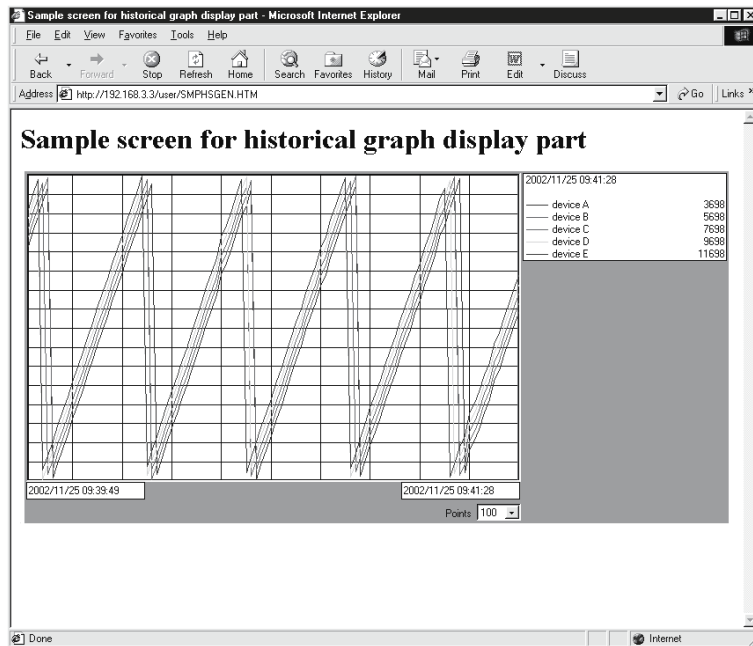 Sample screen for historical graph display part - Microsoft Internet Explorer
File Edit View Favorites Tools Help
Back Forward Stop Refresh Home Search Favorites History Mail Print Edit Discuss
Address http://192.168.3.3/user/SMPHSGEN.HTM Go Links »
Sample screen for historical graph display part
2002/11/25 09:41:28
device A 3698
device B 5698
device C 7698
device D 9698
device E 11698
2002/11/25 09:39:49 2002/11/25 09:41:28
Points 100
Done Internet